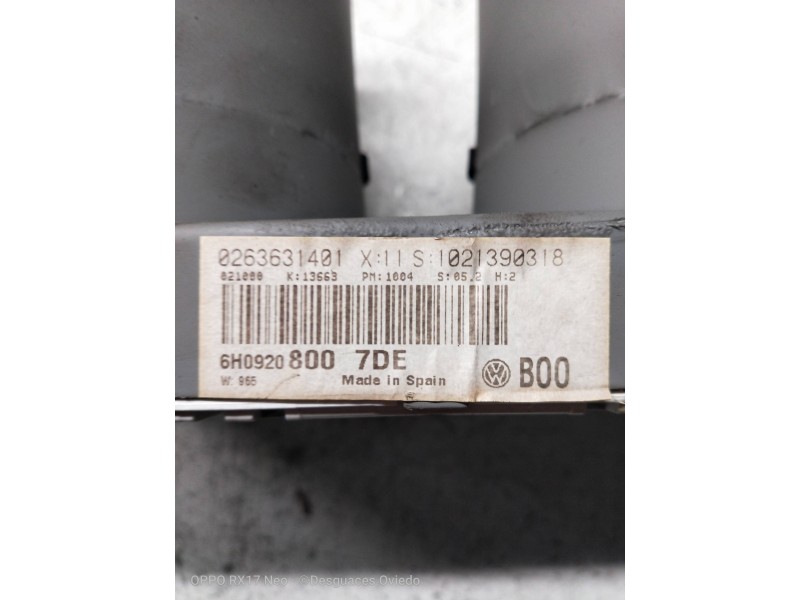 0263631401 X:11 S:1021390318
021000 K:13663 PM:1004 S:05.2 H:2
6H0920 800 7DE
W: 965 Made in Spain B00
OPPO RX17 Neo © Desguaces Oviedo